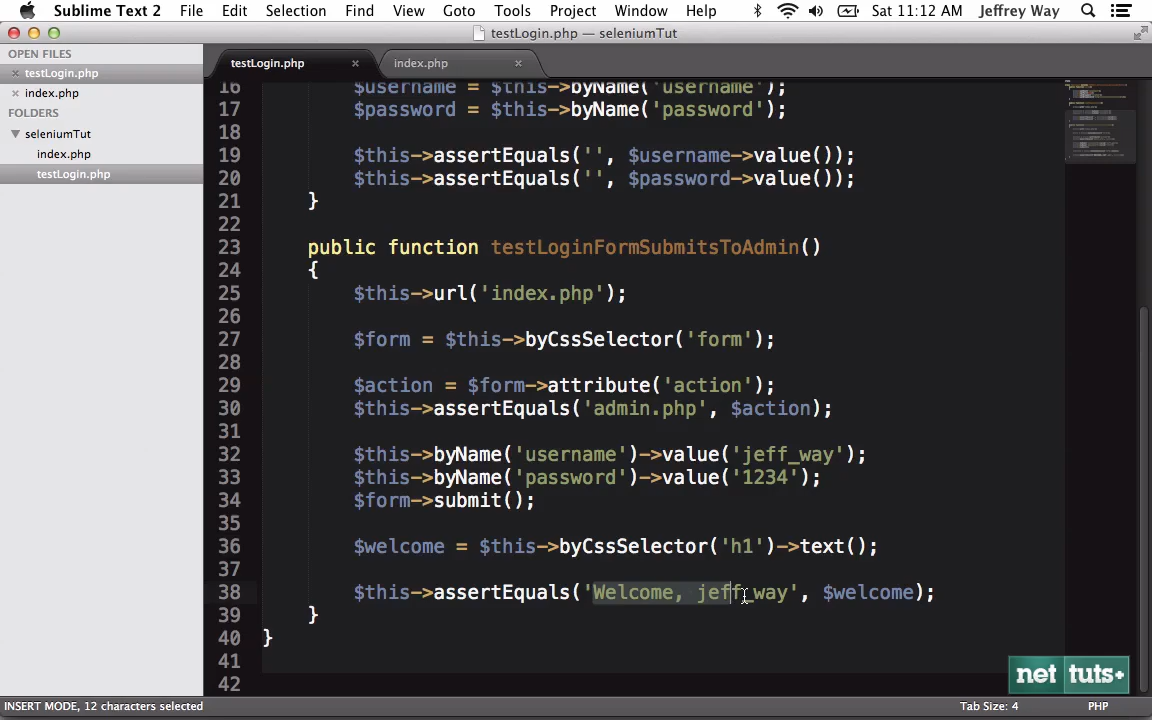 Sublime Text 2 File Edit Selection Find View Goto Tools Project Window Help Sat 11:12 AM Jeffrey Way
testLogin.php — seleniumTut
OPEN FILES
testLogin.php
index.php
FOLDERS
seleniumTut
index.php
testLogin.php
testLogin.php index.php
16 $username = $this->byName('username');
17 $password = $this->byName('password');
18
19 $this->assertEquals('', $username->value());
20 $this->assertEquals('', $password->value());
21 }
22
23 public function testLoginFormSubmitsToAdmin()
24 {
25 $this->url('index.php');
26
27 $form = $this->byCssSelector('form');
28
29 $action = $form->attribute('action');
30 $this->assertEquals('admin.php', $action);
31
32 $this->byName('username')->value('jeff_way');
33 $this->byName('password')->value('1234');
34 $form->submit();
35
36 $welcome = $this->byCssSelector('h1')->text();
37
38 $this->assertEquals('Welcome, jeff_way', $welcome);
39 }
40 }
41
42
net tuts+
INSERT MODE, 12 characters selected Tab Size: 4 PHP